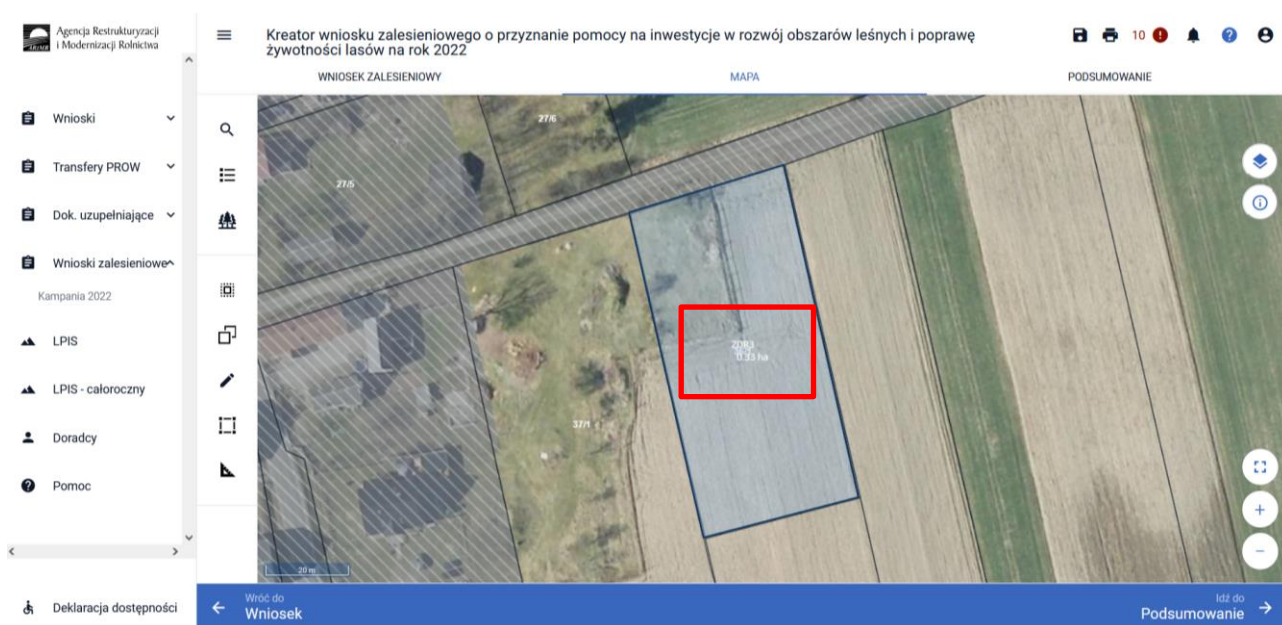 Agencja Restrukturyzacji
i Modernizacji Rolnictwa
ARiMR
Kreator wniosku zalesieniowego o przyznanie pomocy na inwestycje w rozwój obszarów leśnych i poprawę
żywotności lasów na rok 2022
10
WNIOSEK ZALESIENIOWY
MAPA
PODSUMOWANIE
Wnioski
Transfery PROW
Dok. uzupełniające
Wnioski zalesieniowe
Kampania 2022
LPIS
LPIS - całoroczny
Doradcy
Pomoc
Deklaracja dostępności
27/6
27/5
ZDR3
0.33 ha
37/1
20 m
Wróć do
Wniosek
Idź do
Podsumowanie